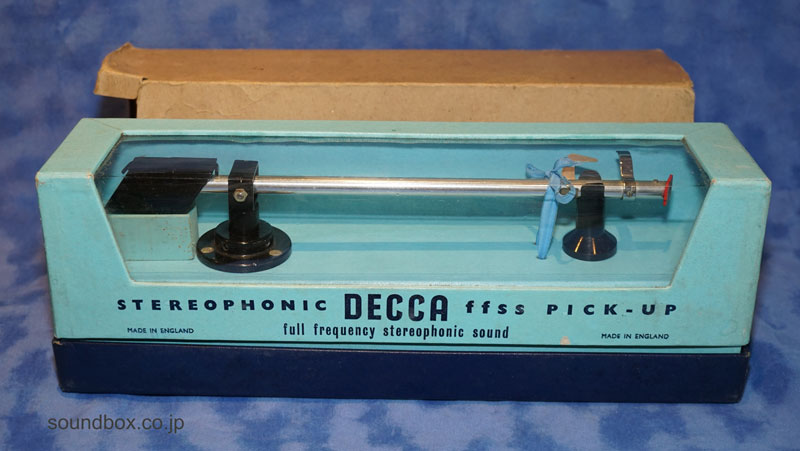 STEREOPHONIC DECCA ffss PICK-UP
full frequency stereophonic sound
MADE IN ENGLAND
MADE IN ENGLAND
soundbox.co.jp